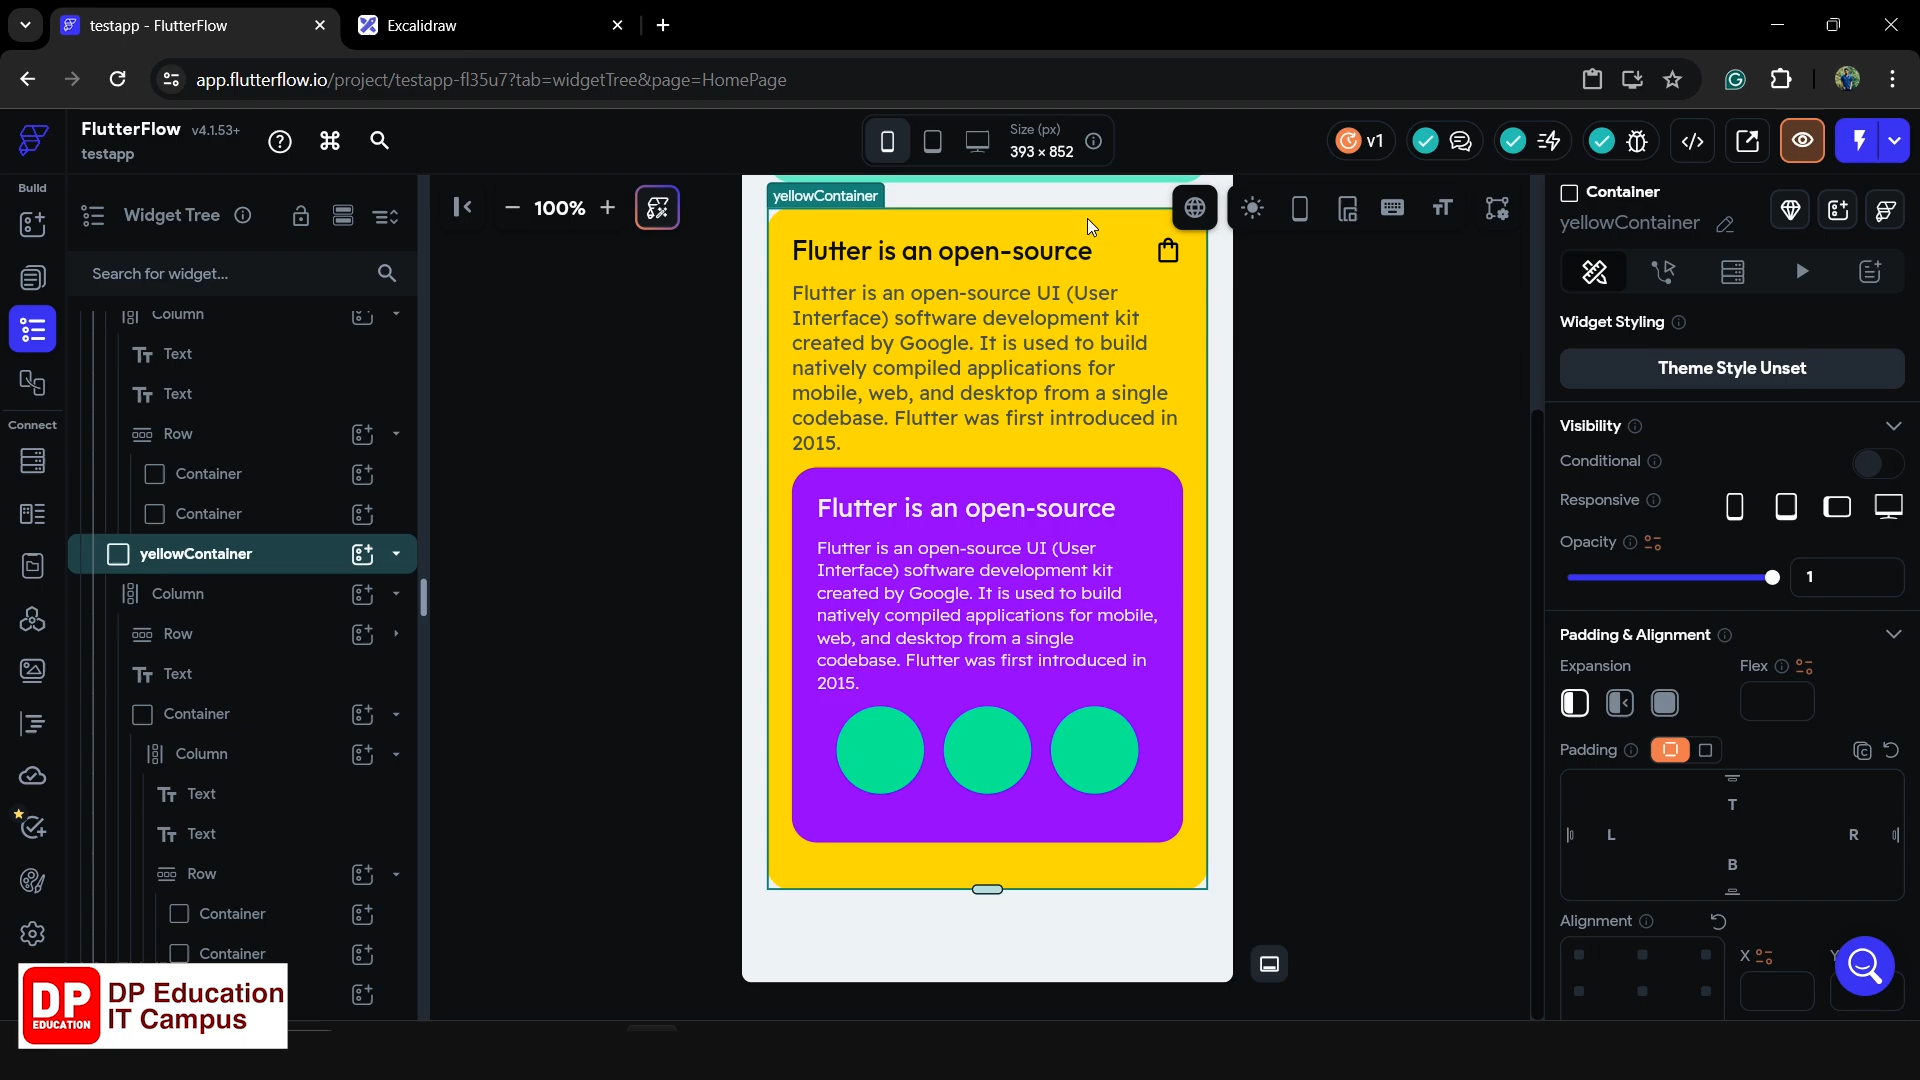 testapp - FlutterFlow
Excalidraw
app.flutterflow.io/project/testapp-fl35u7?tab=widgetTree&page=HomePage
FlutterFlow v4.1.53+
testapp
Size (px)
393 × 852
v1
Build
Connect
Widget Tree
Search for widget...
Column
Text
Text
Row
Container
Container
yellowContainer
Column
Row
Text
Container
Column
Text
Text
Row
Container
Container
100%
yellowContainer
Flutter is an open-source
Flutter is an open-source UI (User
Interface) software development kit
created by Google. It is used to build
natively compiled applications for
mobile, web, and desktop from a single
codebase. Flutter was first introduced in
2015.
Flutter is an open-source
Flutter is an open-source UI (User
Interface) software development kit
created by Google. It is used to build
natively compiled applications for mobile,
web, and desktop from a single
codebase. Flutter was first introduced in
2015.
Container
yellowContainer
Widget Styling
Theme Style Unset
Visibility
Conditional
Responsive
Opacity
1
Padding & Alignment
Expansion
Flex
Padding
T
L
R
B
Alignment
X
Y
DP
EDUCATION
DP Education
IT Campus